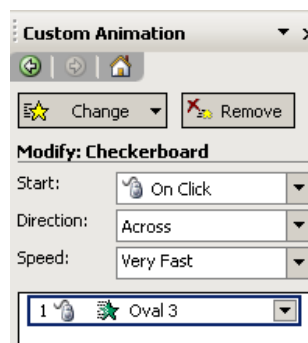 Custom Animation
Change Remove
Modify: Checkerboard
Start: On Click
Direction: Across
Speed: Very Fast
1 Oval 3